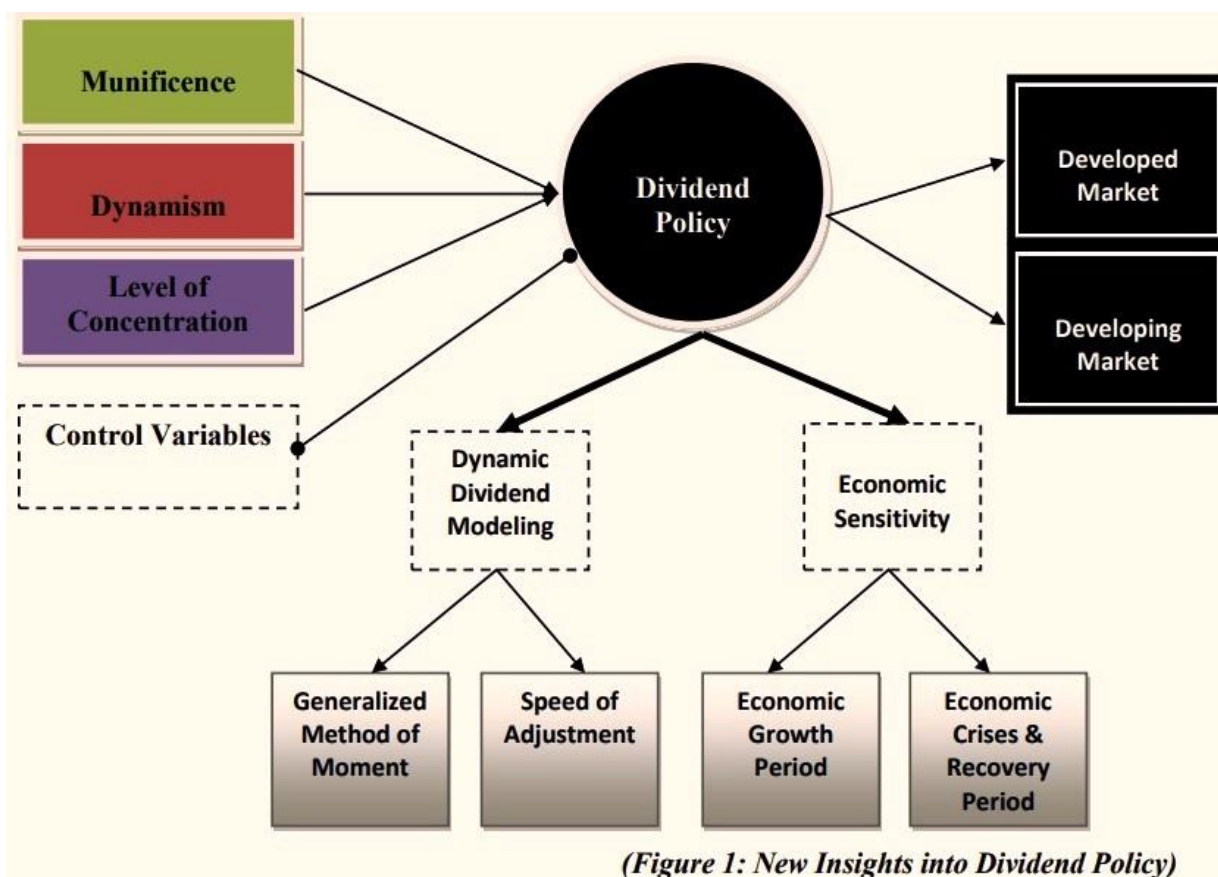 Munificence
Dynamism
Level of
Concentration
Control Variables
Dividend
Policy
Developed
Market
Developing
Market
Dynamic
Dividend
Modeling
Economic
Sensitivity
Generalized
Method of
Moment
Speed of
Adjustment
Economic
Growth
Period
Economic
Crises &
Recovery
Period
(Figure 1: New Insights into Dividend Policy)